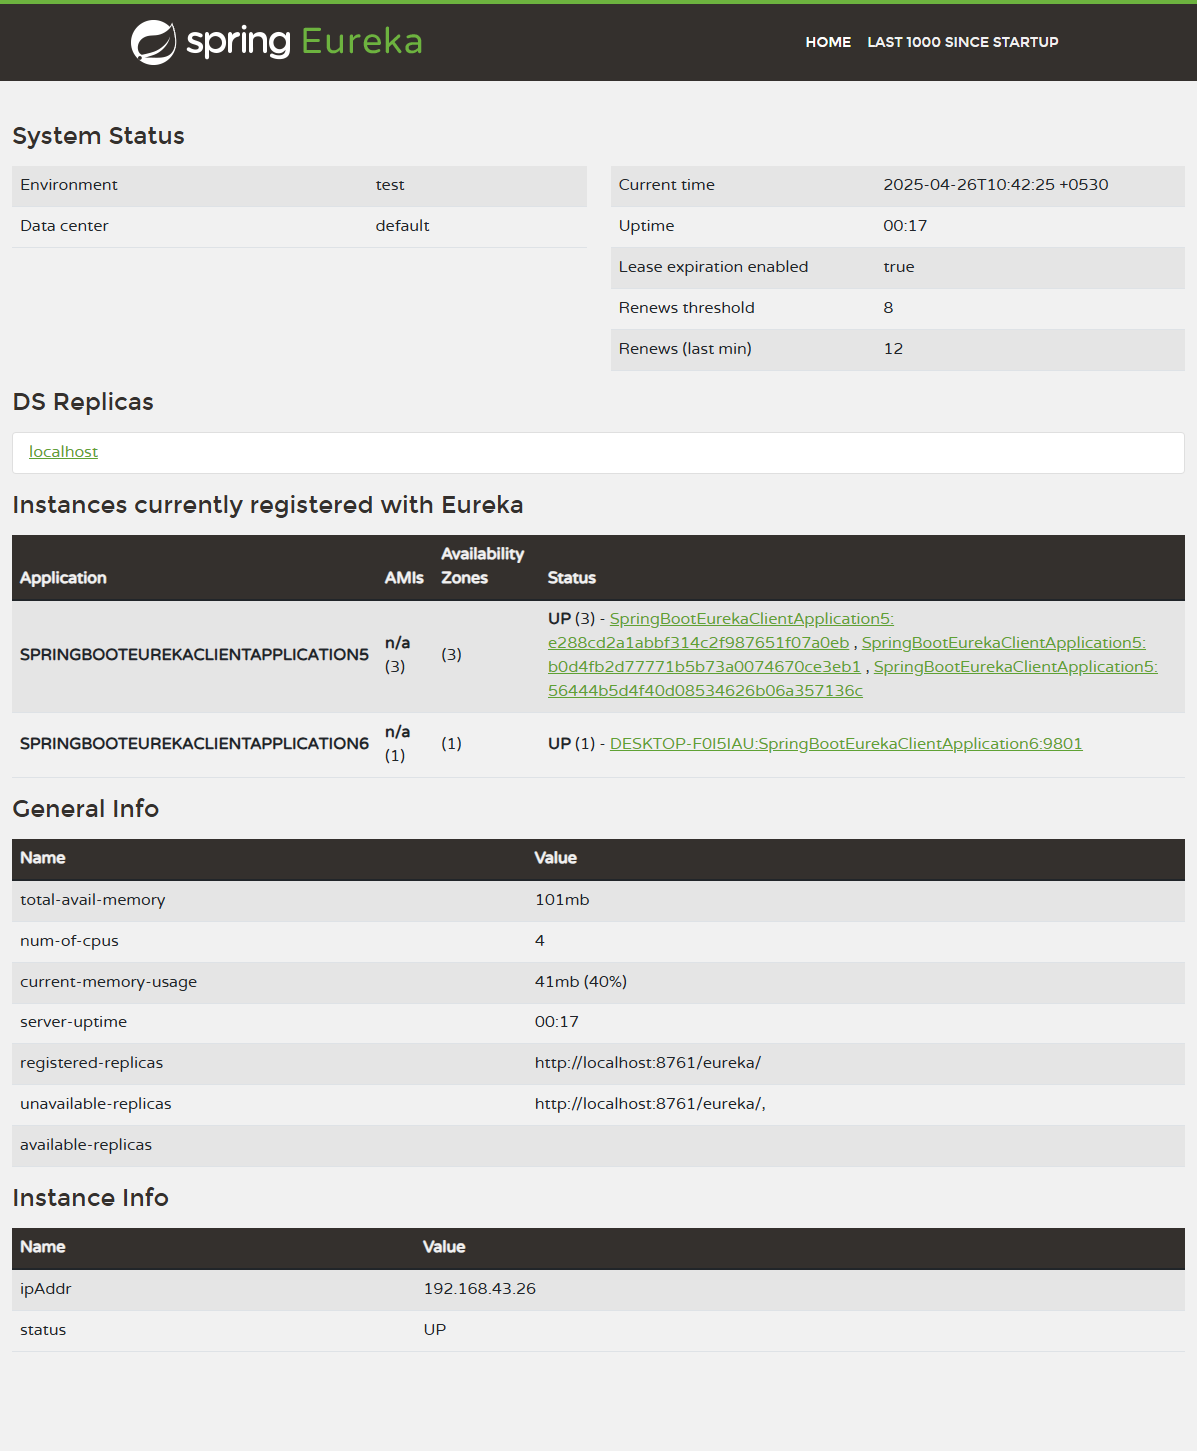 spring Eureka
HOME LAST 1000 SINCE STARTUP
System Status
Environment test
Data center default
Current time 2025-04-26T10:42:25 +0530
Uptime 00:17
Lease expiration enabled true
Renews threshold 8
Renews (last min) 12
DS Replicas
localhost
Instances currently registered with Eureka
Application AMIs Availability Zones Status
SPRINGBOOTEUREKACLIENTAPPLICATION5 n/a (3) (3) UP (3) - SpringBootEurekaClientApplication5:
e288cd2a1abbf314c2f987651f07a0eb , SpringBootEurekaClientApplication5:
b0d4fb2d77771b5b73a0074670ce3eb1 , SpringBootEurekaClientApplication5:
56444b5d4f40d08534626b06a357136c
SPRINGBOOTEUREKACLIENTAPPLICATION6 n/a (1) (1) UP (1) - DESKTOP-F0I5IAU:SpringBootEurekaClientApplication6:9801
General Info
Name Value
total-avail-memory 101mb
num-of-cpus 4
current-memory-usage 41mb (40%)
server-uptime 00:17
registered-replicas http://localhost:8761/eureka/
unavailable-replicas http://localhost:8761/eureka/,
available-replicas
Instance Info
Name Value
ipAddr 192.168.43.26
status UP